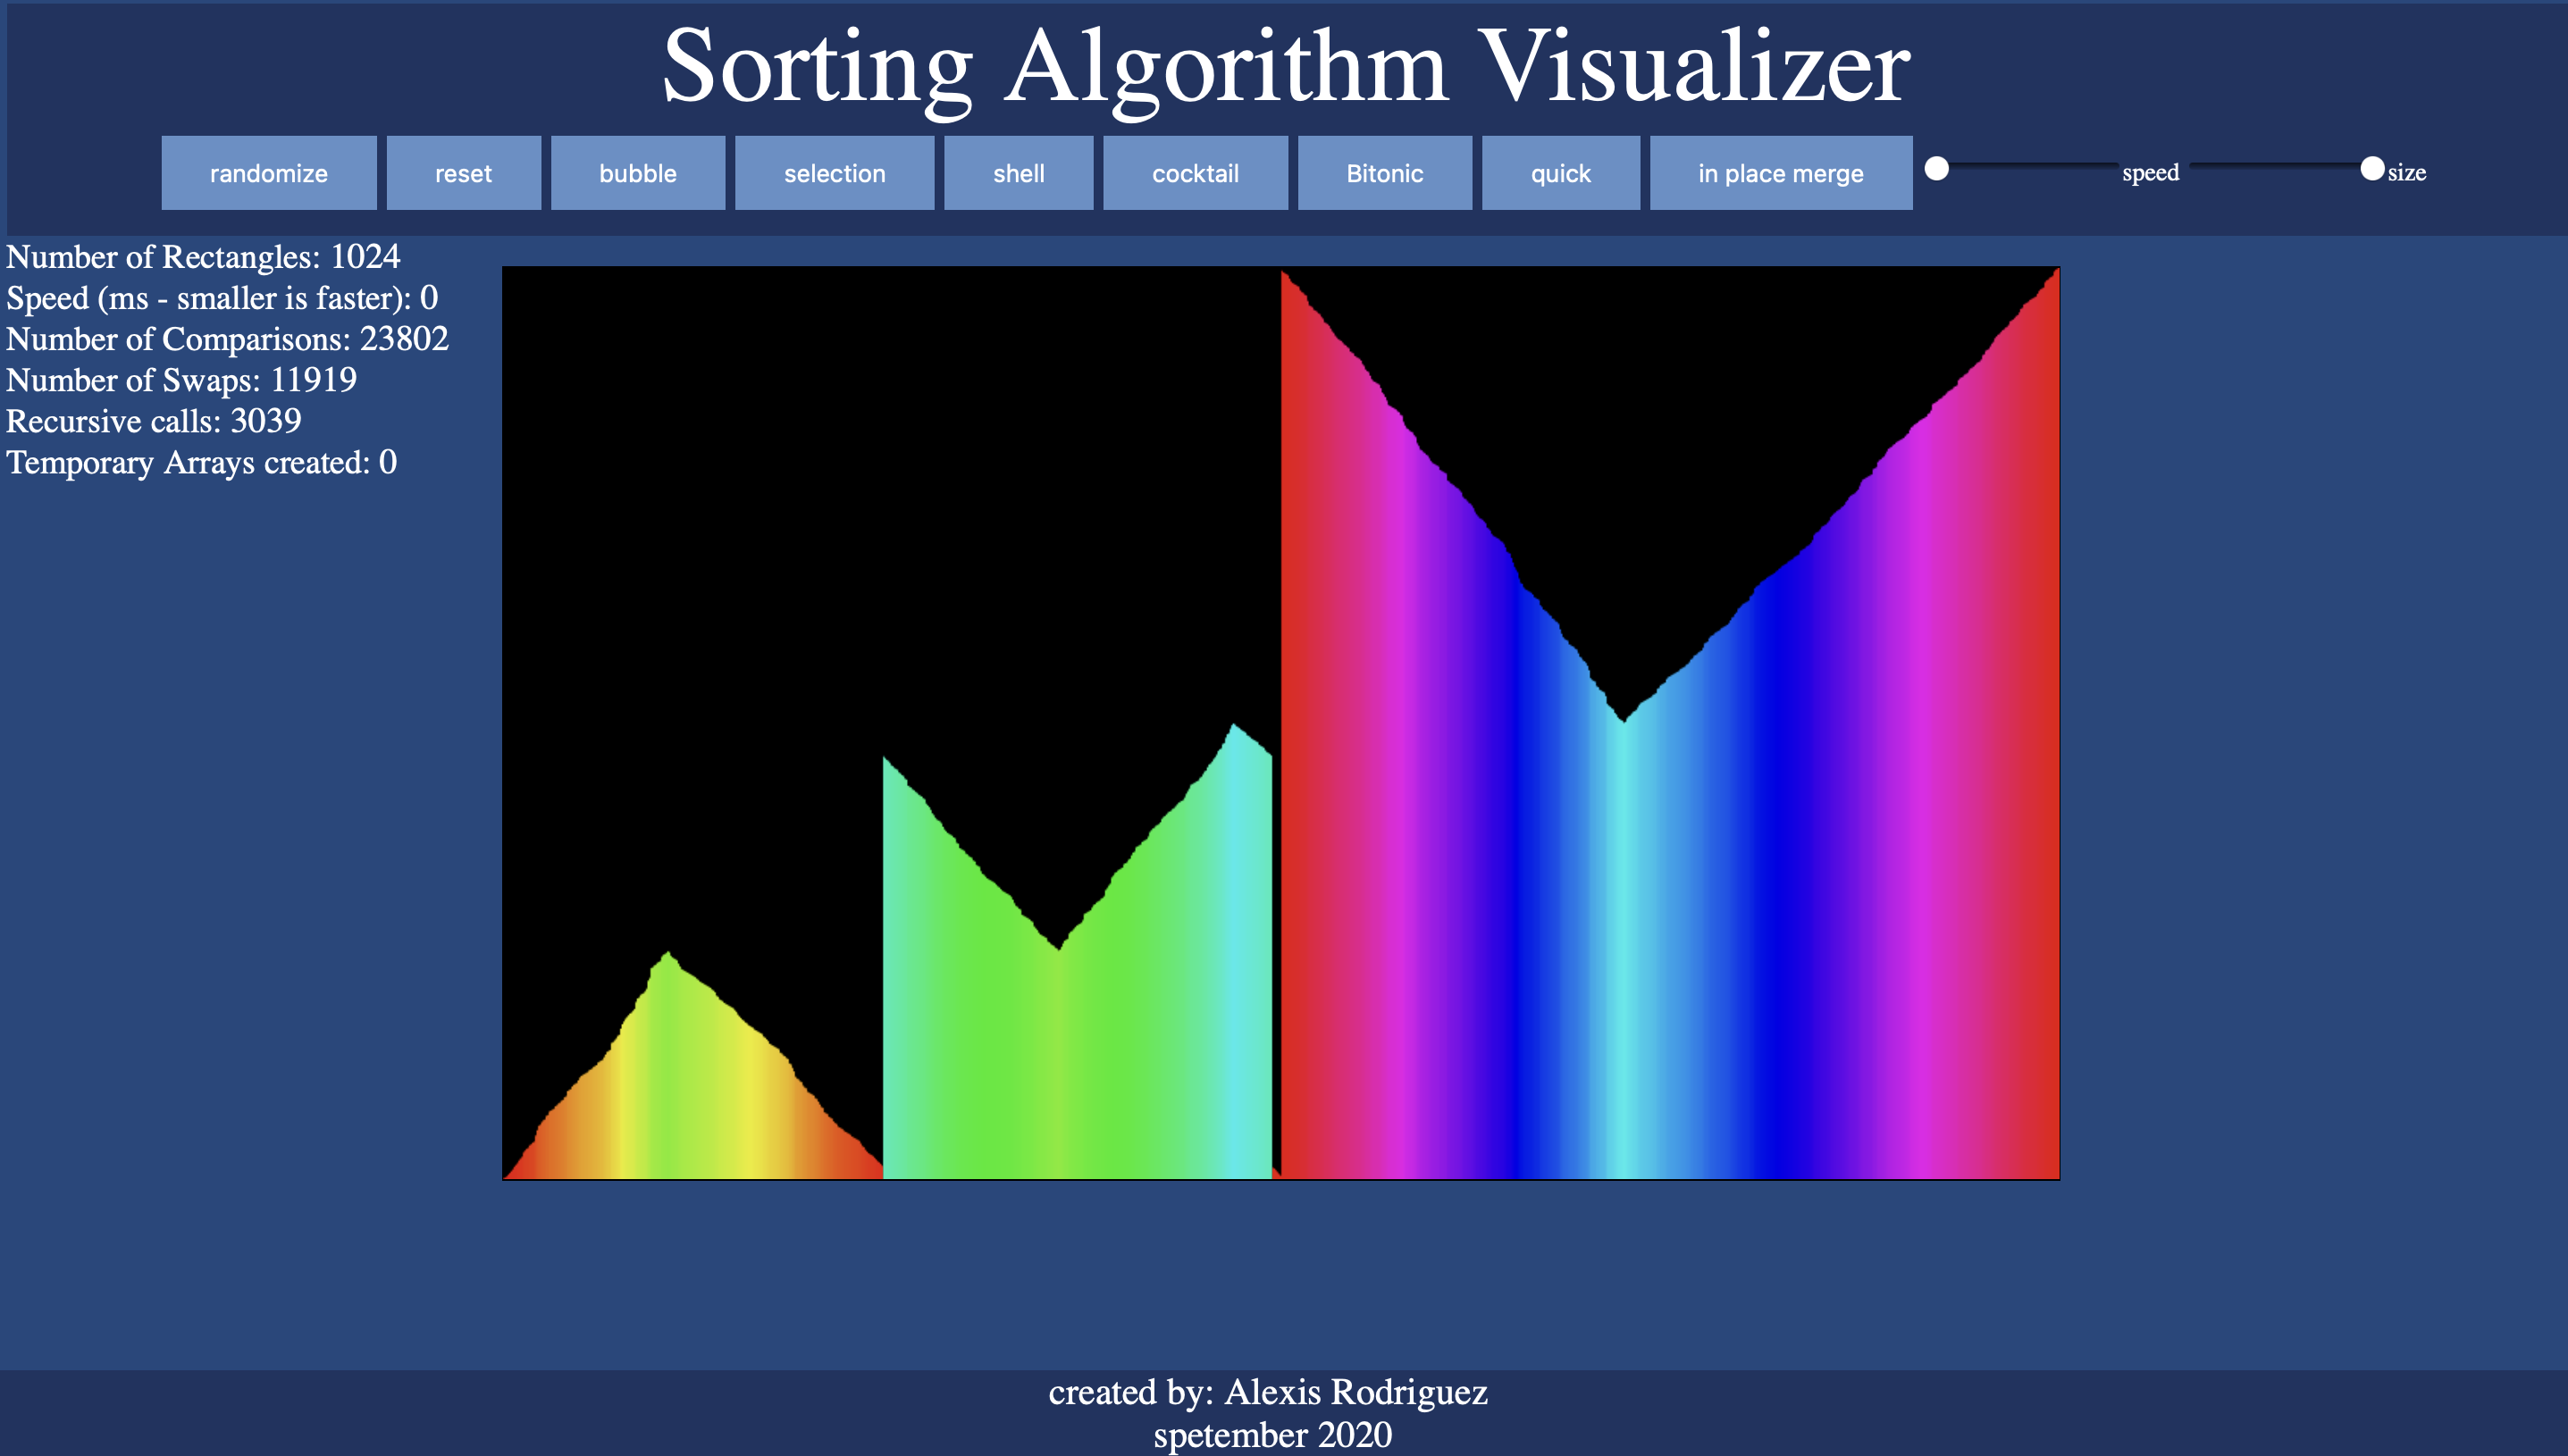 Sorting Algorithm Visualizer
randomize reset bubble selection shell cocktail Bitonic quick in place merge speed size
Number of Rectangles: 1024
Speed (ms - smaller is faster): 0
Number of Comparisons: 23802
Number of Swaps: 11919
Recursive calls: 3039
Temporary Arrays created: 0
created by: Alexis Rodriguez
spetember 2020